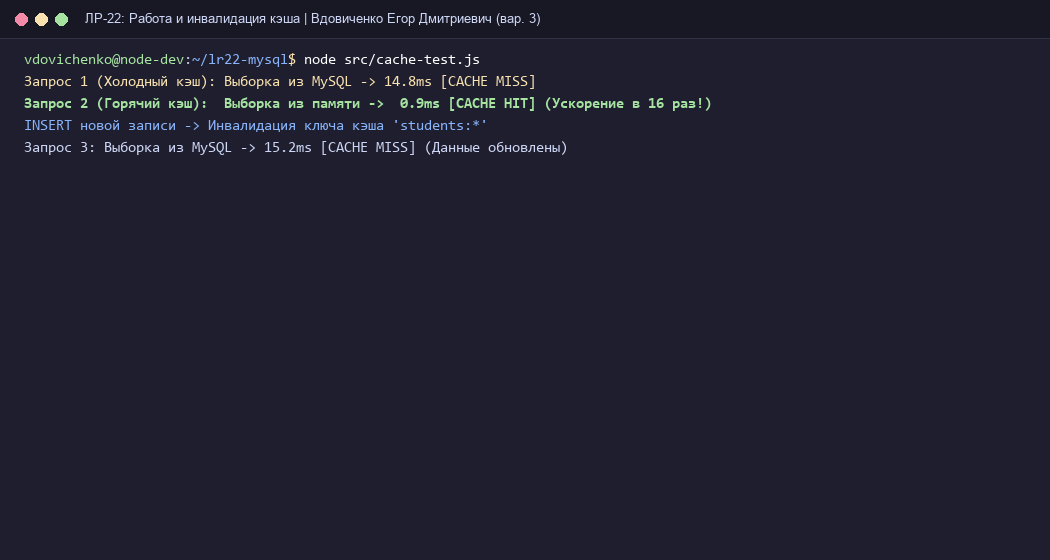 ЛР-22: Работа и инвалидация кэша | Вдовиченко Егор Дмитриевич (вар. 3)
vdovichenko@node-dev:~/lr22-mysql$ node src/cache-test.js
Запрос 1 (Холодный кэш): Выборка из MySQL -> 14.8ms [CACHE MISS]
Запрос 2 (Горячий кэш):  Выборка из памяти ->  0.9ms [CACHE HIT] (Ускорение в 16 раз!)
INSERT новой записи -> Инвалидация ключа кэша 'students:*'
Запрос 3: Выборка из MySQL -> 15.2ms [CACHE MISS] (Данные обновлены)